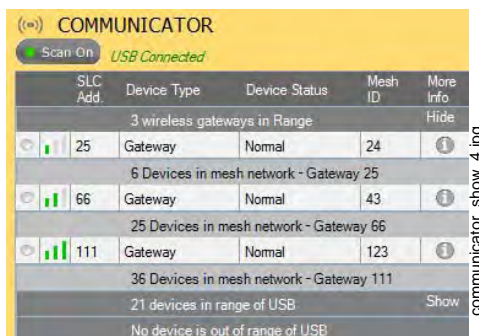 COMMUNICATOR
Scan On USB Connected
SLC Add. Device Type Device Status Mesh ID More Info
3 wireless gateways in Range Hide
25 Gateway Normal 24
6 Devices in mesh network - Gateway 25
66 Gateway Normal 43
25 Devices in mesh network - Gateway 66
111 Gateway Normal 123
36 Devices in mesh network - Gateway 111
21 devices in range of USB Show
No device is out of range of USB
communicator_show_4.jpg